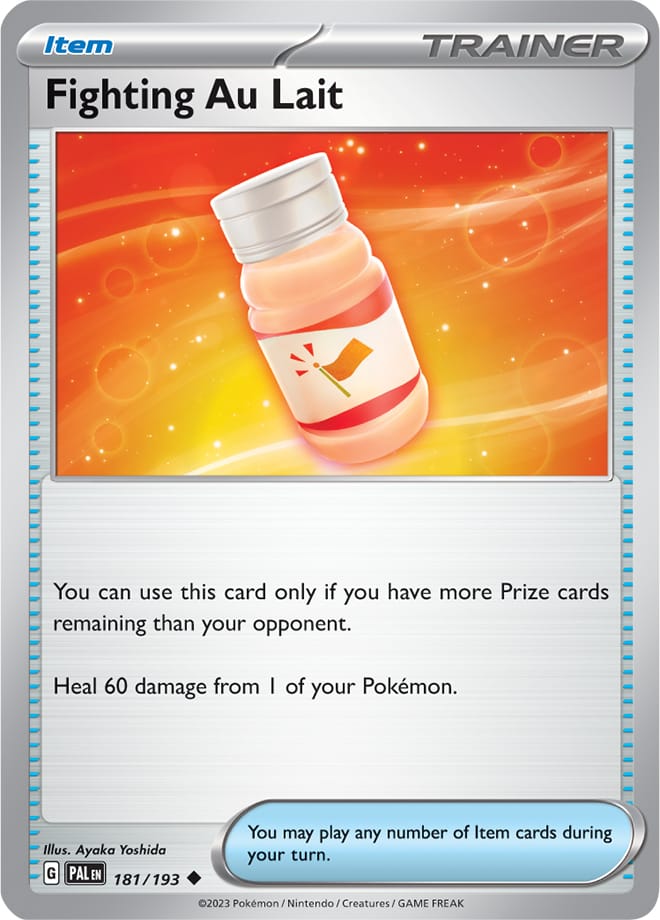 Item
TRAINER
Fighting Au Lait
You can use this card only if you have more Prize cards
remaining than your opponent.
Heal 60 damage from 1 of your Pokémon.
You may play any number of Item cards during
your turn.
Illus. Ayaka Yoshida
G PAL EN 181/193 ◆
©2023 Pokémon / Nintendo / Creatures / GAME FREAK